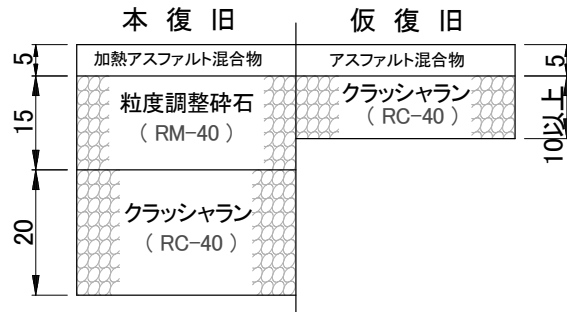 本復旧
仮復旧
5
加熱アスファルト混合物
アスファルト混合物
5
15
粒度調整砕石
( RM-40 )
クラッシャラン
( RC-40 )
10以上
20
クラッシャラン
( RC-40 )